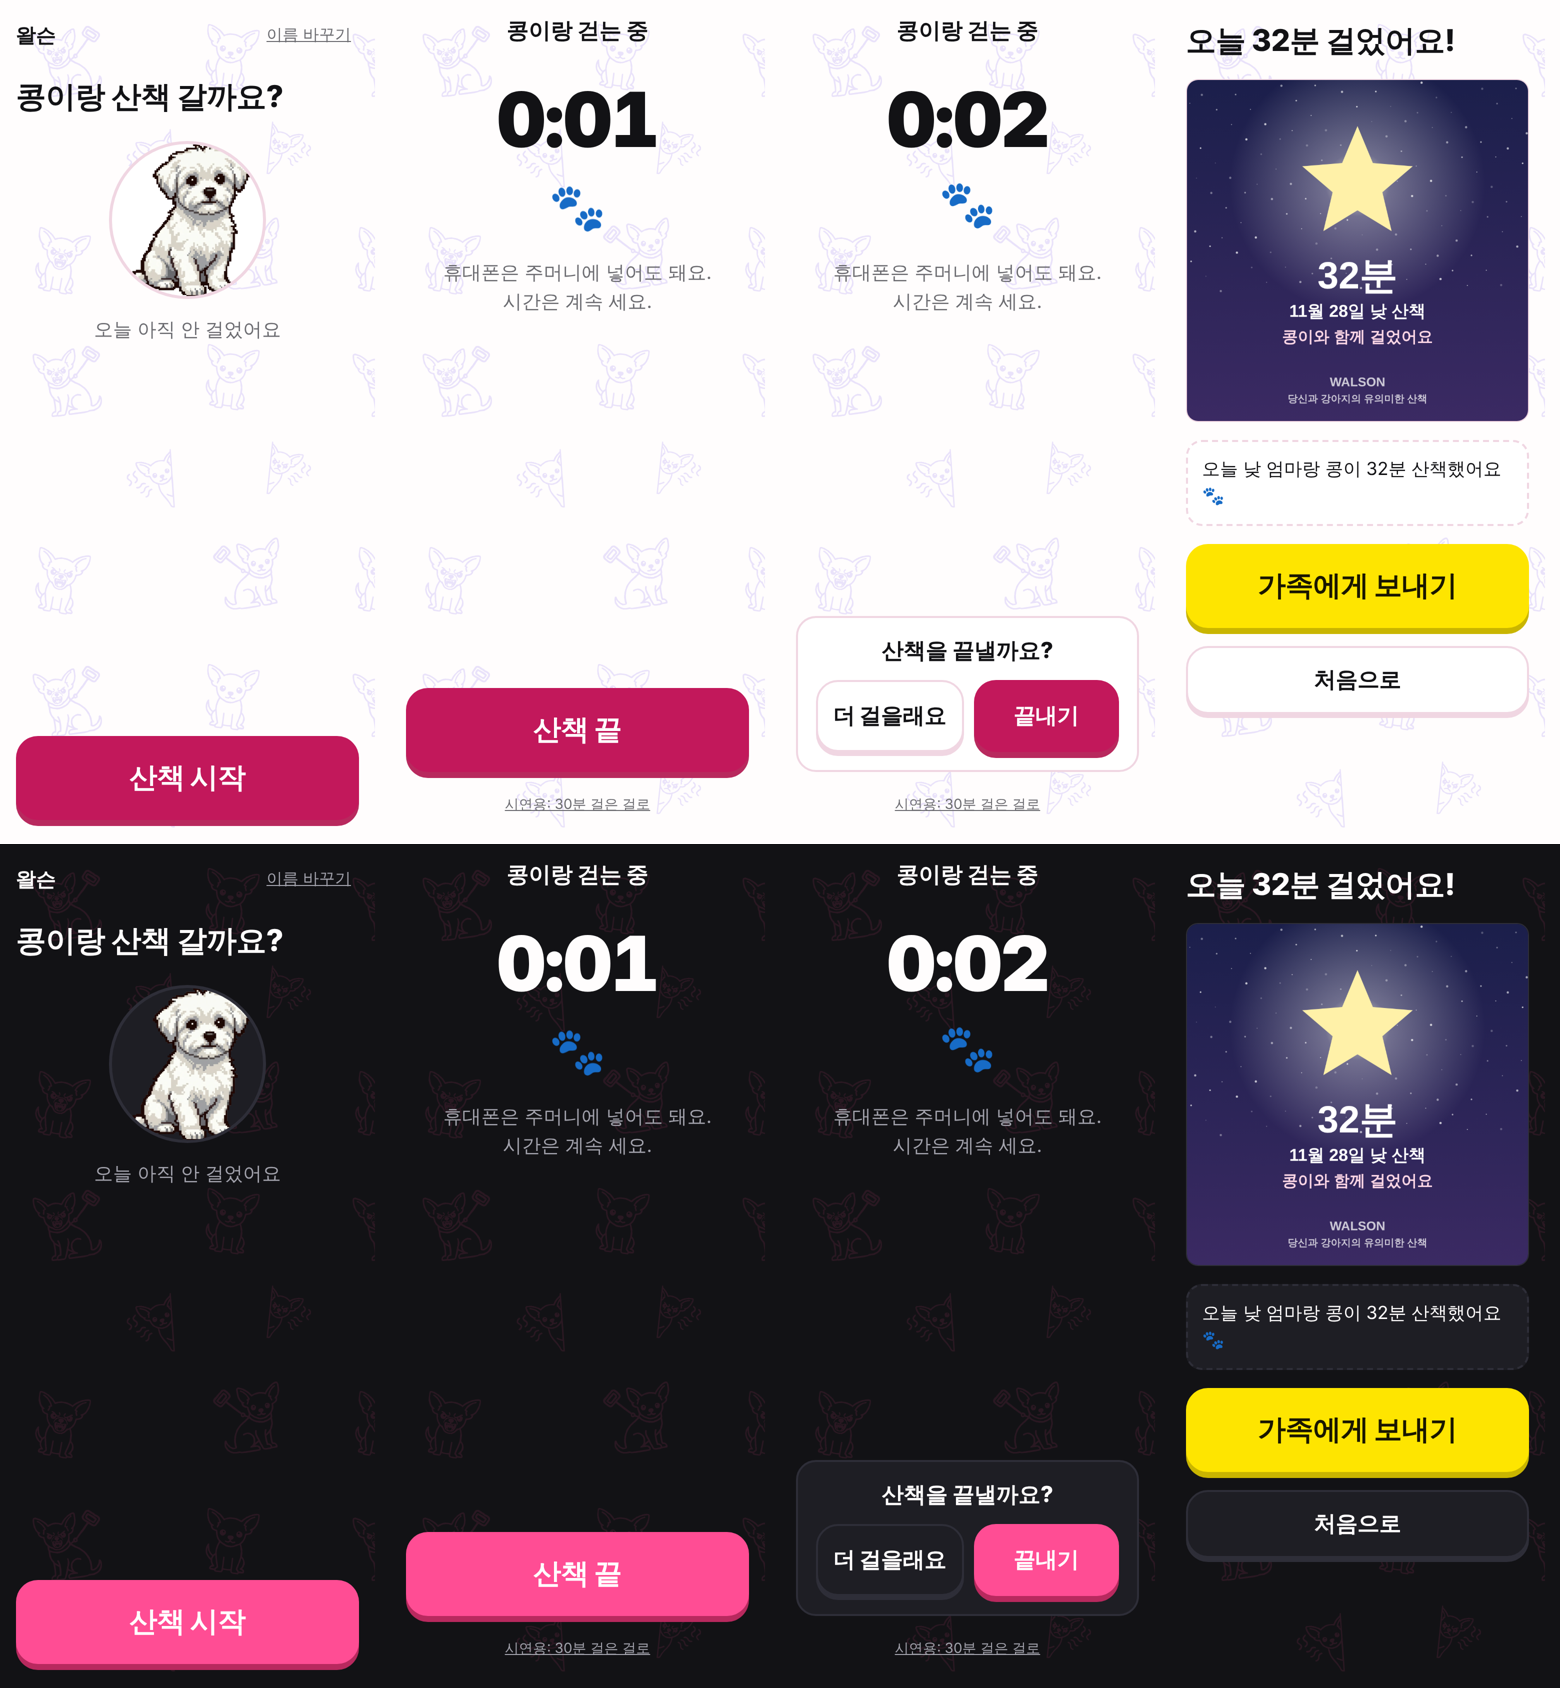 왈슨
이름 바꾸기
콩이랑 산책 갈까요?
오늘 아직 안 걸었어요
산책 시작
콩이랑 걷는 중
0:01
휴대폰은 주머니에 넣어도 돼요.
시간은 계속 세요.
산책 끝
시연용: 30분 걸은 걸로
콩이랑 걷는 중
0:02
휴대폰은 주머니에 넣어도 돼요.
시간은 계속 세요.
산책을 끝낼까요?
더 걸을래요
끝내기
시연용: 30분 걸은 걸로
오늘 32분 걸었어요!
32분
11월 28일 낮 산책
콩이와 함께 걸었어요
WALSON
당신과 강아지의 유의미한 산책
오늘 낮 엄마랑 콩이 32분 산책했어요
가족에게 보내기
처음으로
왈슨
이름 바꾸기
콩이랑 산책 갈까요?
오늘 아직 안 걸었어요
산책 시작
콩이랑 걷는 중
0:01
휴대폰은 주머니에 넣어도 돼요.
시간은 계속 세요.
산책 끝
시연용: 30분 걸은 걸로
콩이랑 걷는 중
0:02
휴대폰은 주머니에 넣어도 돼요.
시간은 계속 세요.
산책을 끝낼까요?
더 걸을래요
끝내기
시연용: 30분 걸은 걸로
오늘 32분 걸었어요!
32분
11월 28일 낮 산책
콩이와 함께 걸었어요
WALSON
당신과 강아지의 유의미한 산책
오늘 낮 엄마랑 콩이 32분 산책했어요
가족에게 보내기
처음으로